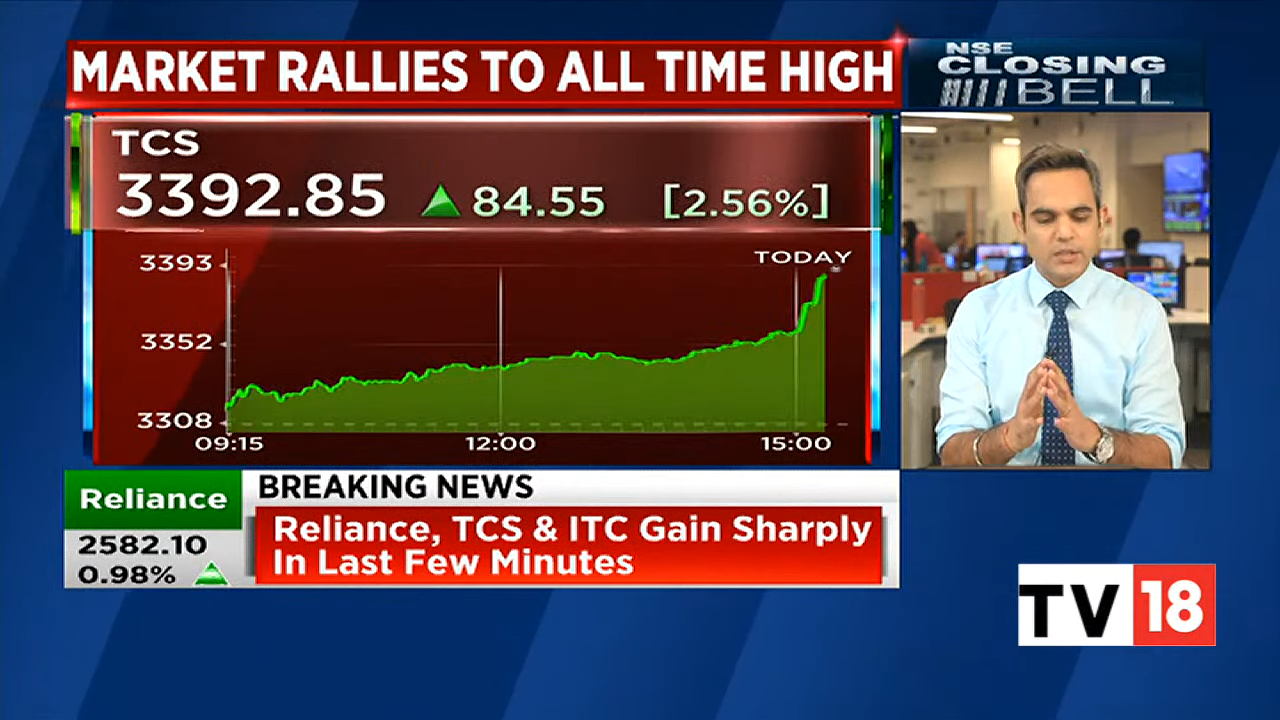 MARKET RALLIES TO ALL TIME HIGH
NSE
CLOSING
BELL
TCS
3392.85 ▲ 84.55 [2.56%]
TODAY
3393
3352
3308
09:15 12:00 15:00
Reliance
2582.10
0.98% ▲
BREAKING NEWS
Reliance, TCS & ITC Gain Sharply
In Last Few Minutes
TV18